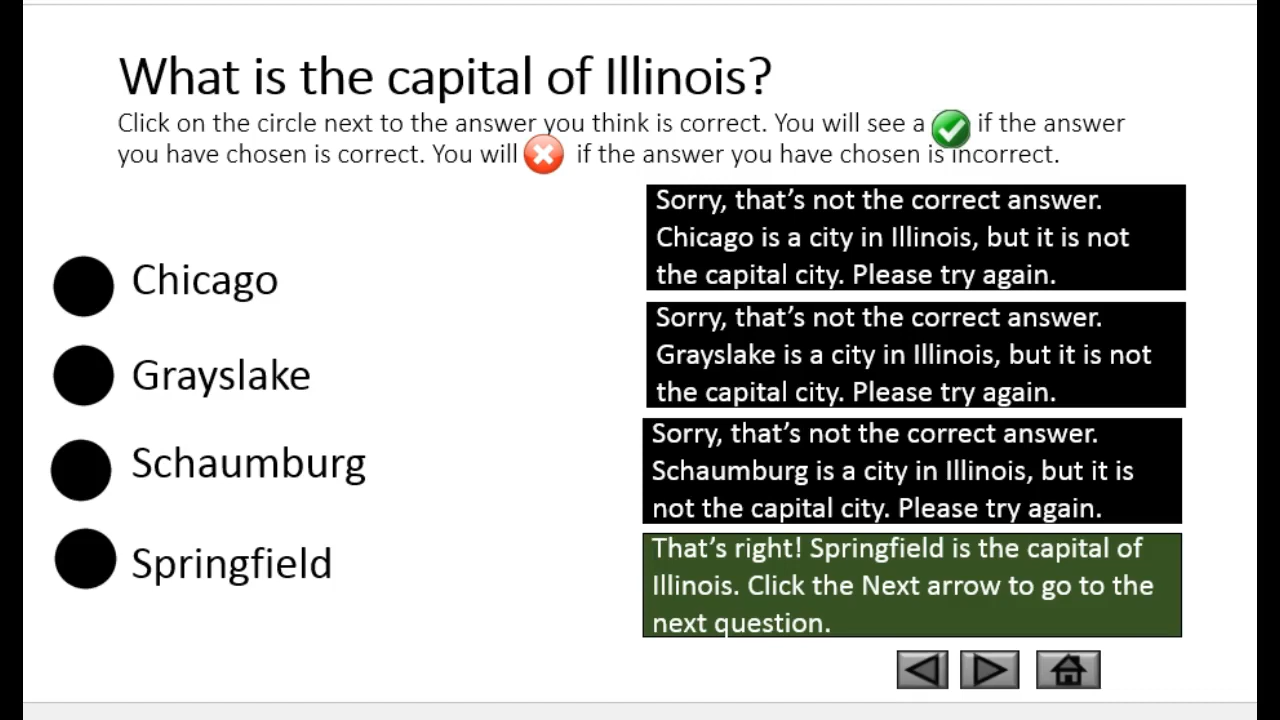 What is the capital of Illinois?
Click on the circle next to the answer you think is correct. You will see a if the answer
you have chosen is correct. You will if the answer you have chosen is incorrect.
Chicago
Grayslake
Schaumburg
Springfield
Sorry, that's not the correct answer.
Chicago is a city in Illinois, but it is not
the capital city. Please try again.
Sorry, that's not the correct answer.
Grayslake is a city in Illinois, but it is not
the capital city. Please try again.
Sorry, that's not the correct answer.
Schaumburg is a city in Illinois, but it is
not the capital city. Please try again.
That's right! Springfield is the capital of
Illinois. Click the Next arrow to go to the
next question.